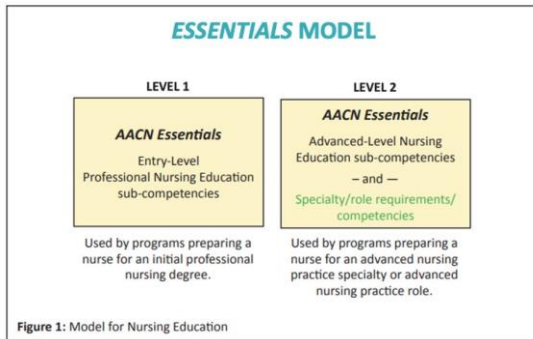 ESSENTIALS MODEL
LEVEL 1
AACN Essentials
Entry-Level
Professional Nursing Education
sub-competencies
Used by programs preparing a
nurse for an initial professional
nursing degree.
LEVEL 2
AACN Essentials
Advanced-Level Nursing
Education sub-competencies
– and —
Specialty/role requirements/
competencies
Used by programs preparing a
nurse for an advanced nursing
practice specialty or advanced
nursing practice role.
Figure 1: Model for Nursing Education